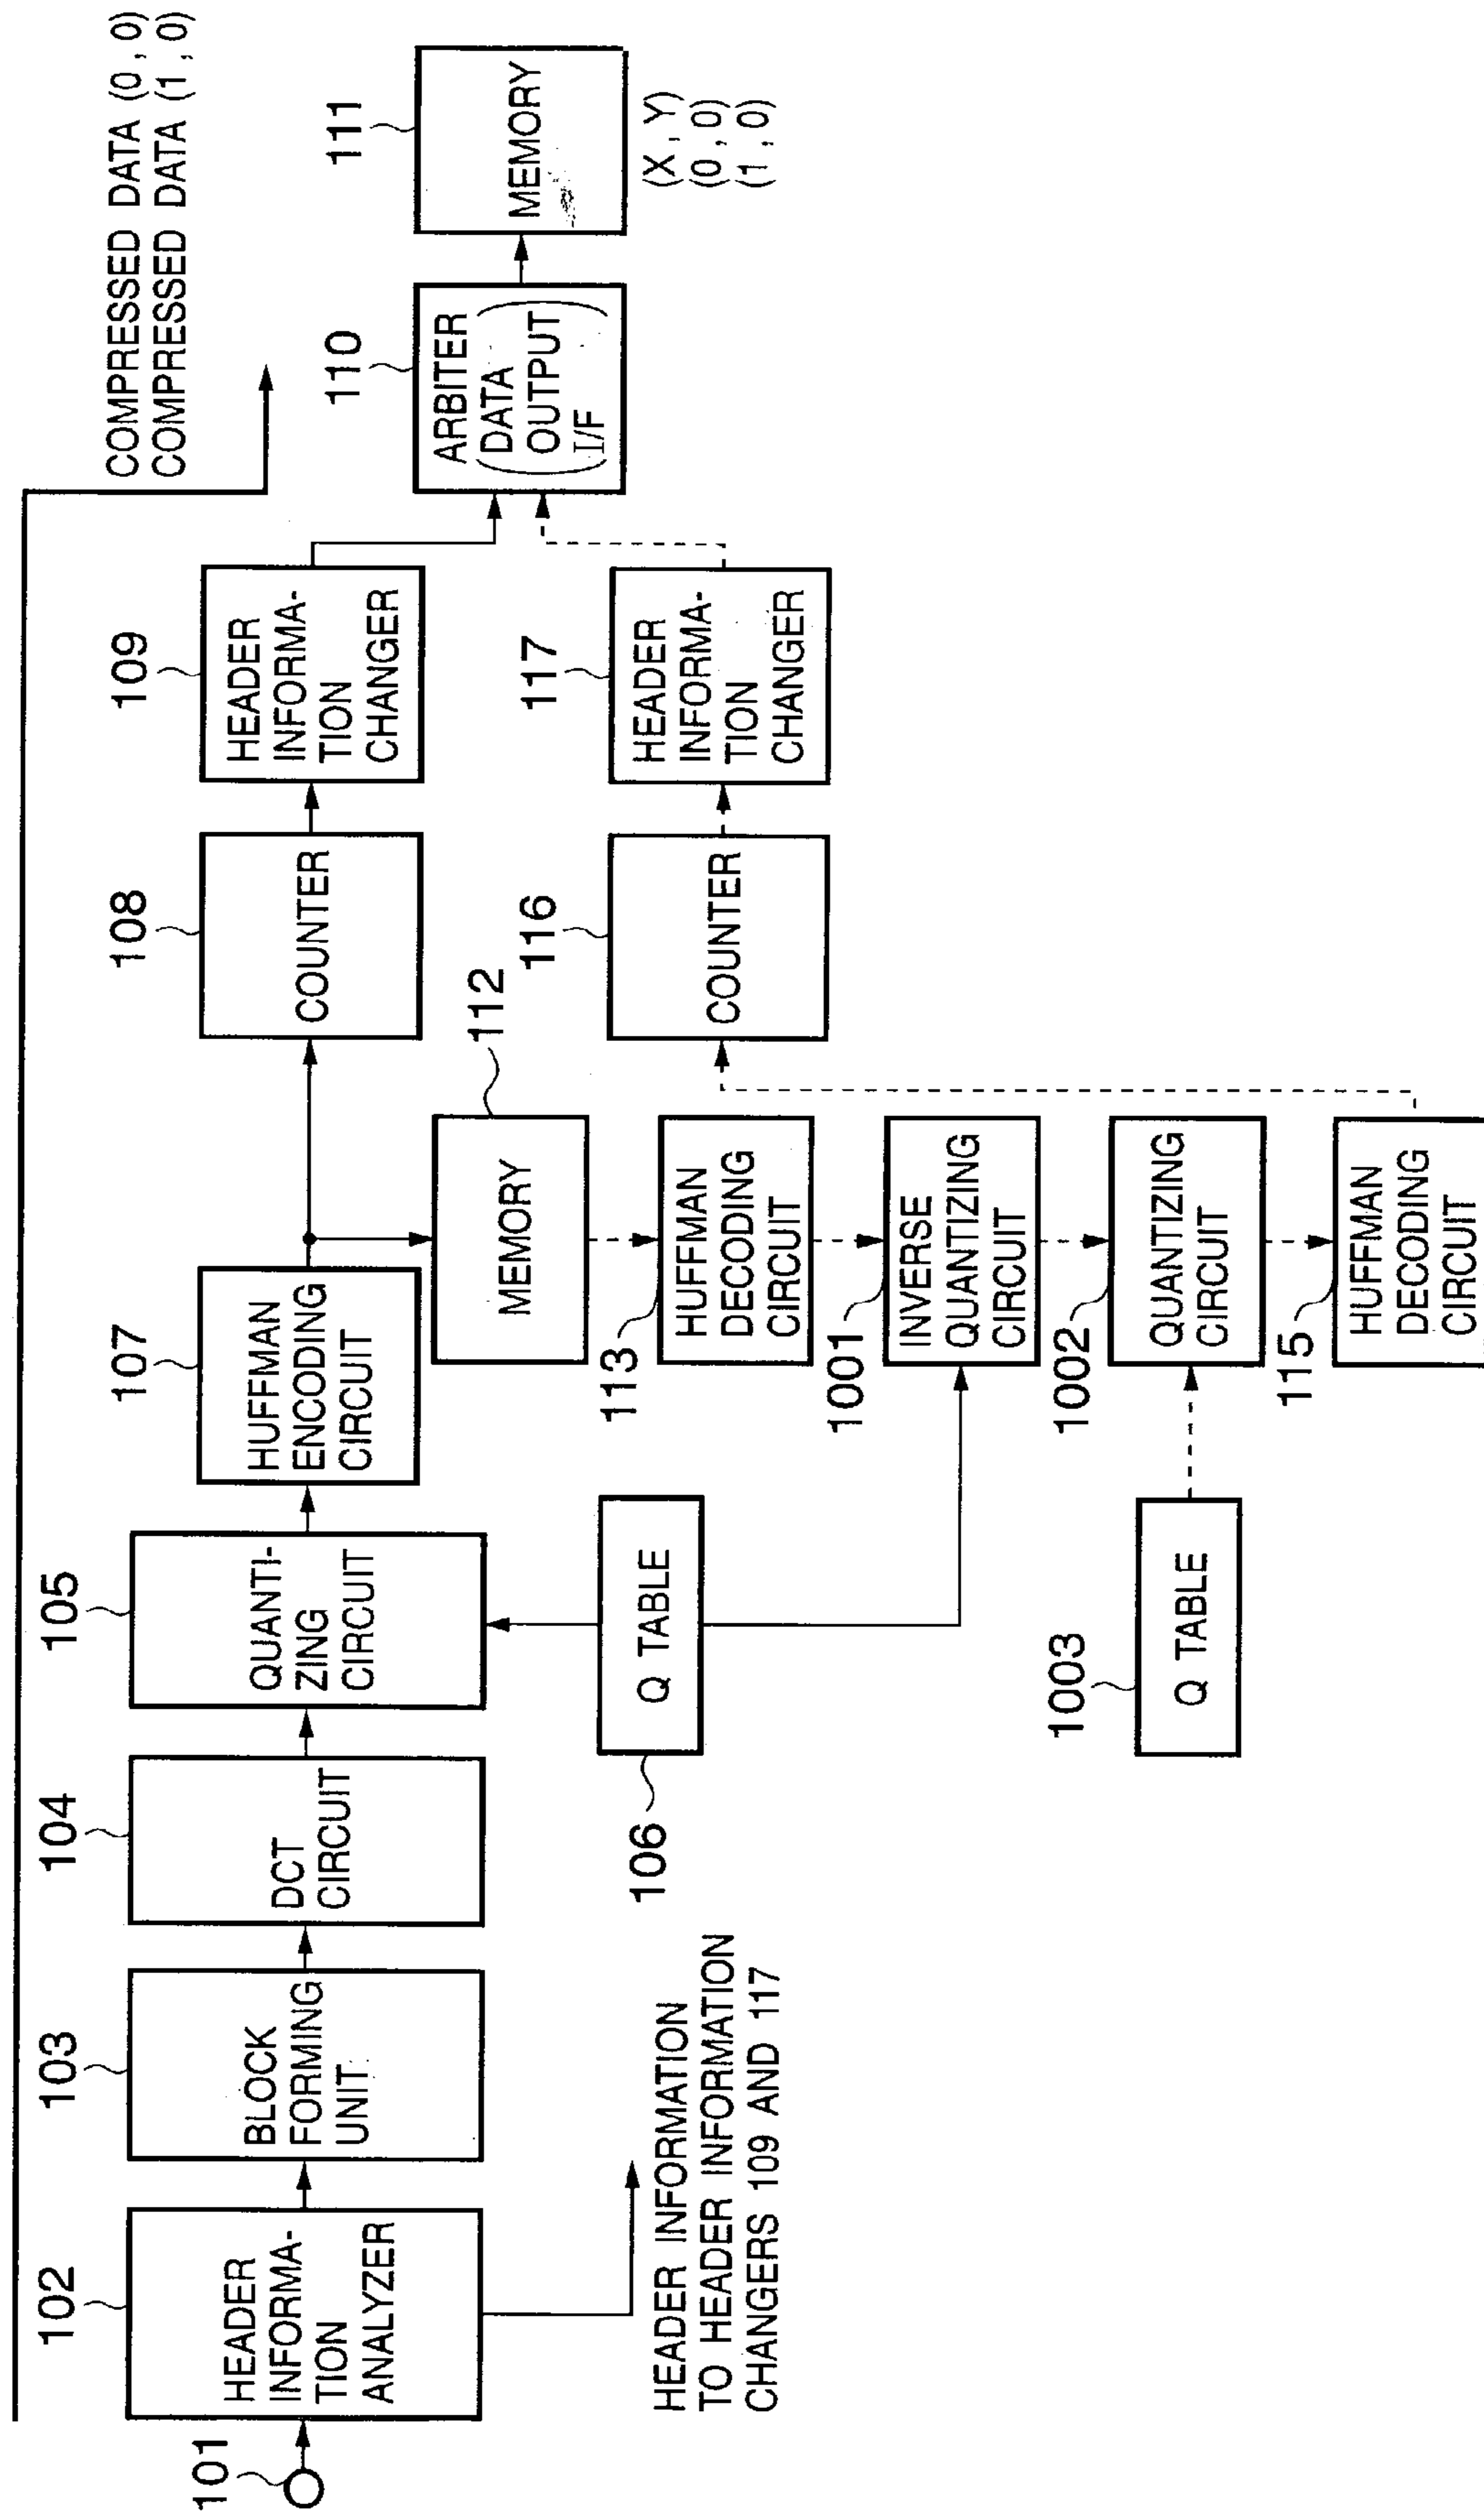 COMPRESSED DATA (0, 0)
COMPRESSED DATA (1, 0)
101
102
HEADER
INFORMA-
TION
ANALYZER
HEADER INFORMATION
TO HEADER INFORMATION
CHANGERS 109 AND 117
103
BLOCK
FORMING
UNIT
104
DCT
CIRCUIT
105
QUANTI-
ZING
CIRCUIT
106
Q TABLE
107
HUFFMAN
ENCODING
CIRCUIT
108
COUNTER
109
HEADER
INFORMA-
TION
CHANGER
110
ARBITER
(DATA
OUTPUT
I/F)
111
MEMORY
(X, Y)
(0, 0)
(1, 0)
112
MEMORY
113
HUFFMAN
DECODING
CIRCUIT
1001
INVERSE
QUANTIZING
CIRCUIT
1002
QUANTIZING
CIRCUIT
1003
Q TABLE
115
HUFFMAN
DECODING
CIRCUIT
116
COUNTER
117
HEADER
INFORMA-
TION
CHANGER